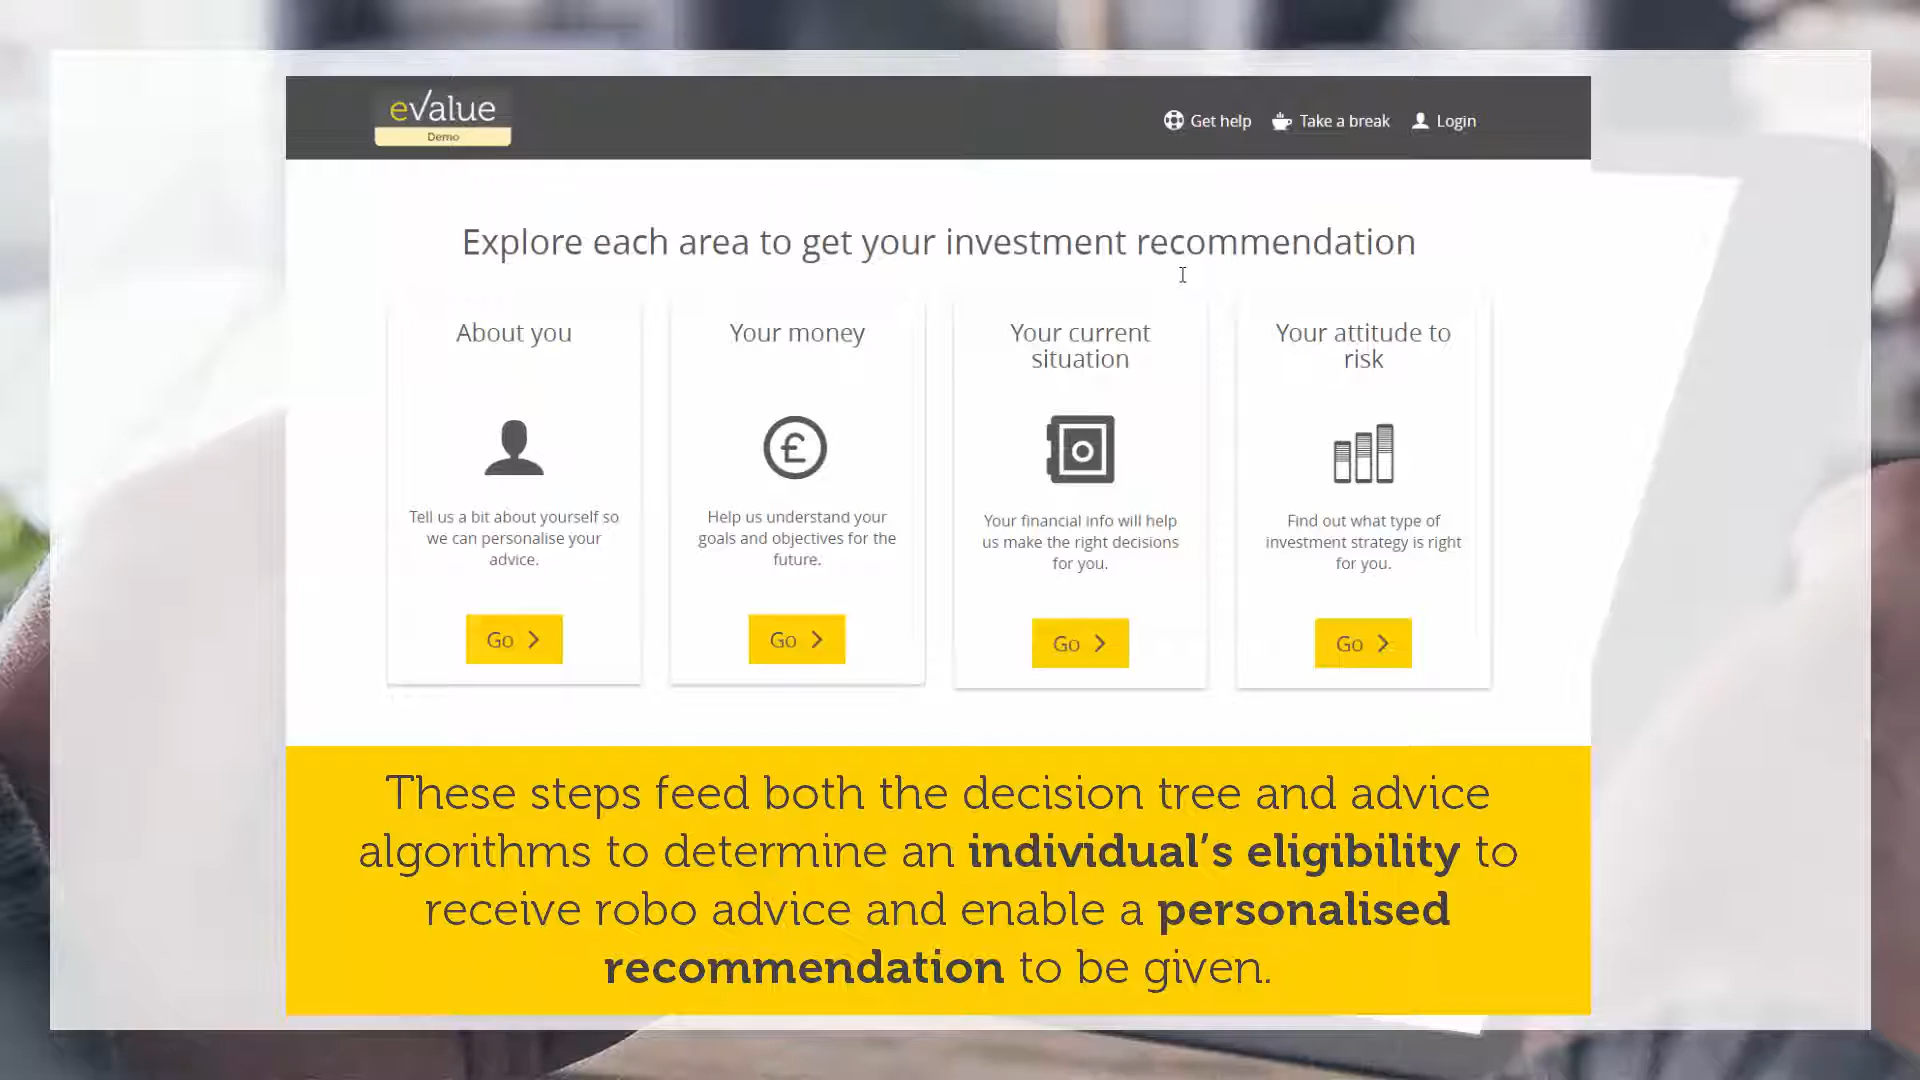 evalue
Demo
Get help
Take a break
Login
Explore each area to get your investment recommendation
About you
Your money
Your current
situation
Your attitude to
risk
£
Tell us a bit about yourself so
we can personalise your
advice.
Help us understand your
goals and objectives for the
future.
Your financial info will help
us make the right decisions
for you.
Find out what type of
investment strategy is right
for you.
Go
Go
Go
Go
These steps feed both the decision tree and advice
algorithms to determine an individual's eligibility to
receive robo advice and enable a personalised
recommendation to be given.